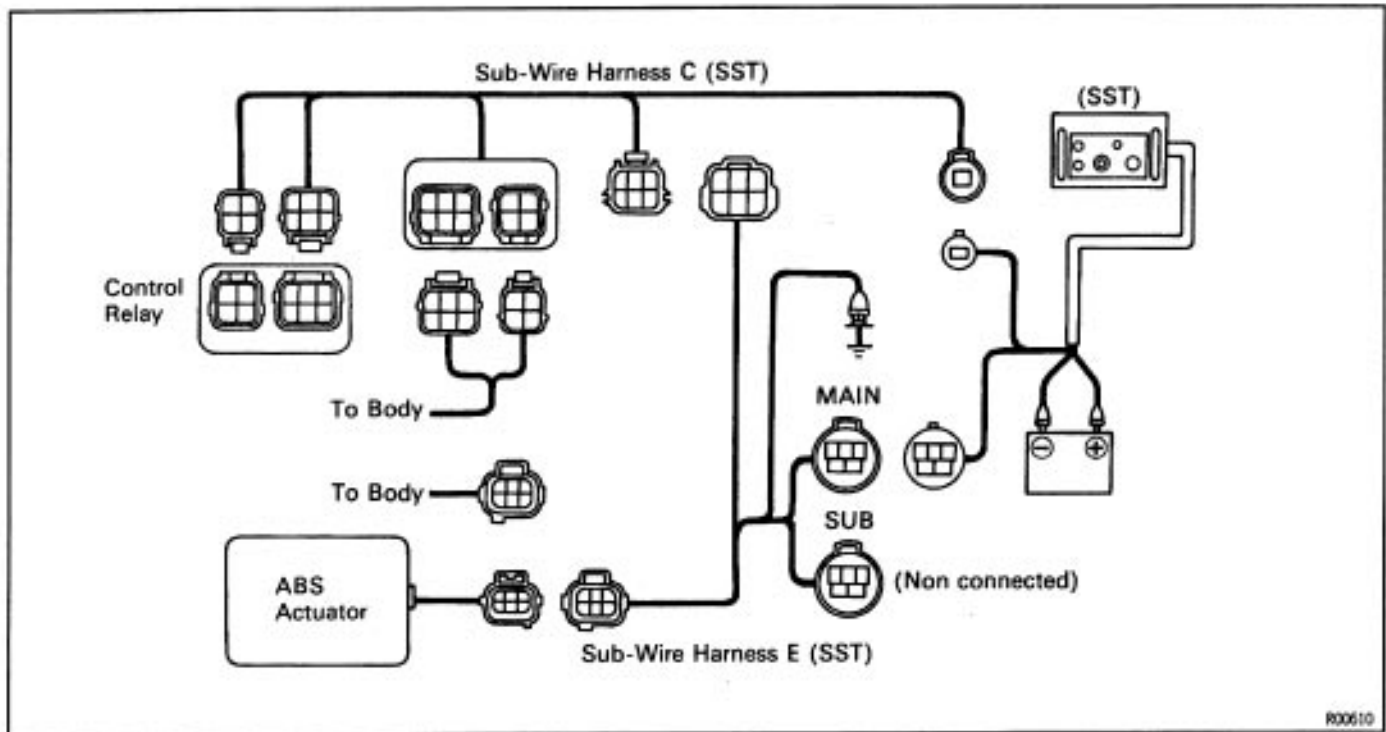 Sub-Wire Harness C (SST)
(SST)
Control
Relay
To Body
MAIN
To Body
SUB
(Non connected)
ABS
Actuator
Sub-Wire Harness E (SST)
R00610